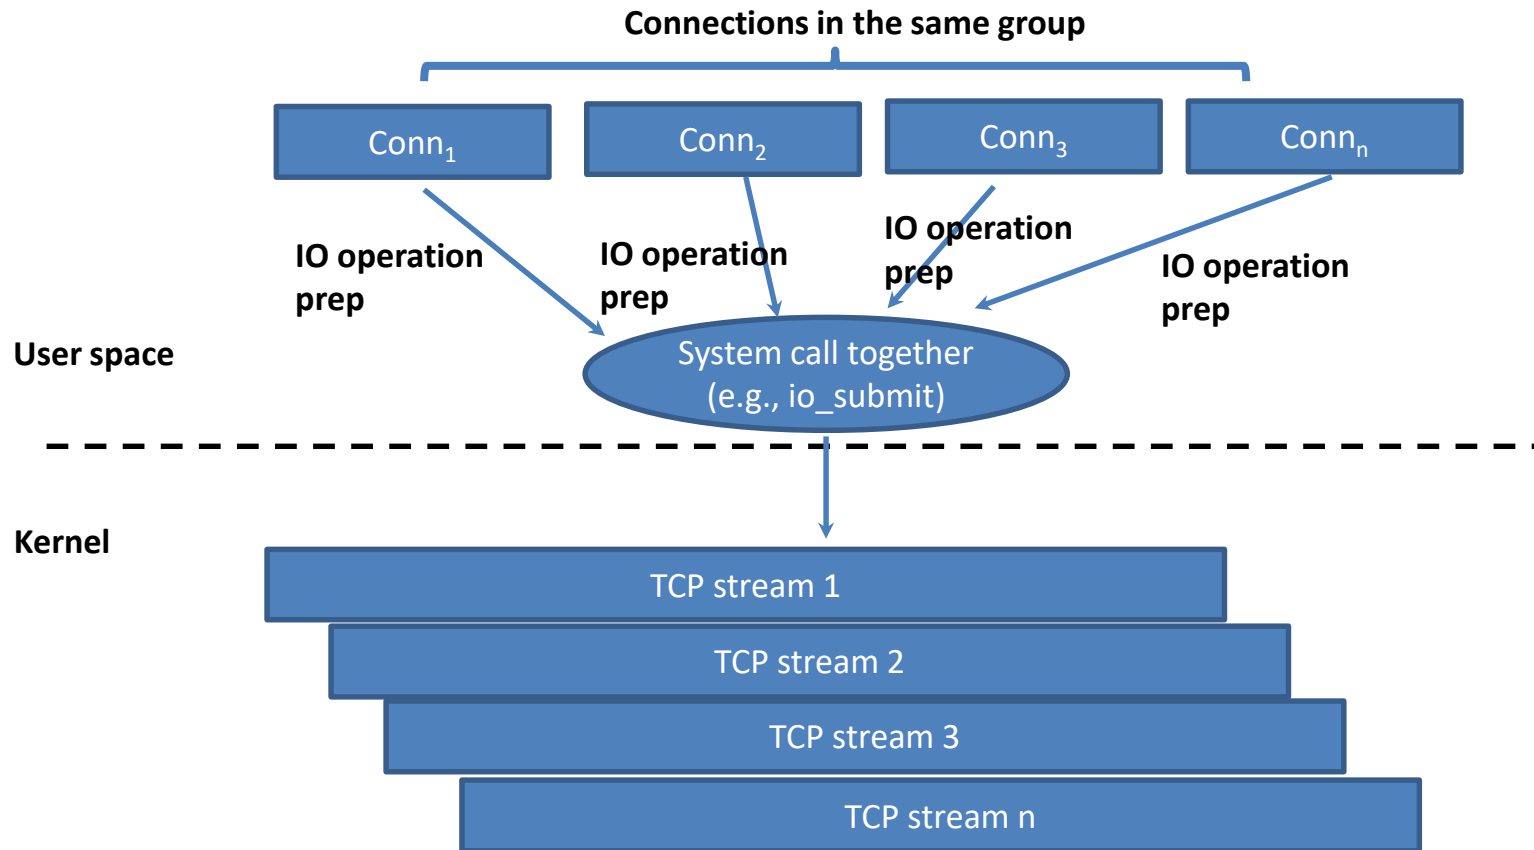 Connections in the same group
Conn1
Conn2
Conn3
Connn
IO operation
prep
IO operation
prep
IO operation
prep
IO operation
prep
User space
System call together
(e.g., io_submit)
Kernel
TCP stream 1
TCP stream 2
TCP stream 3
TCP stream n